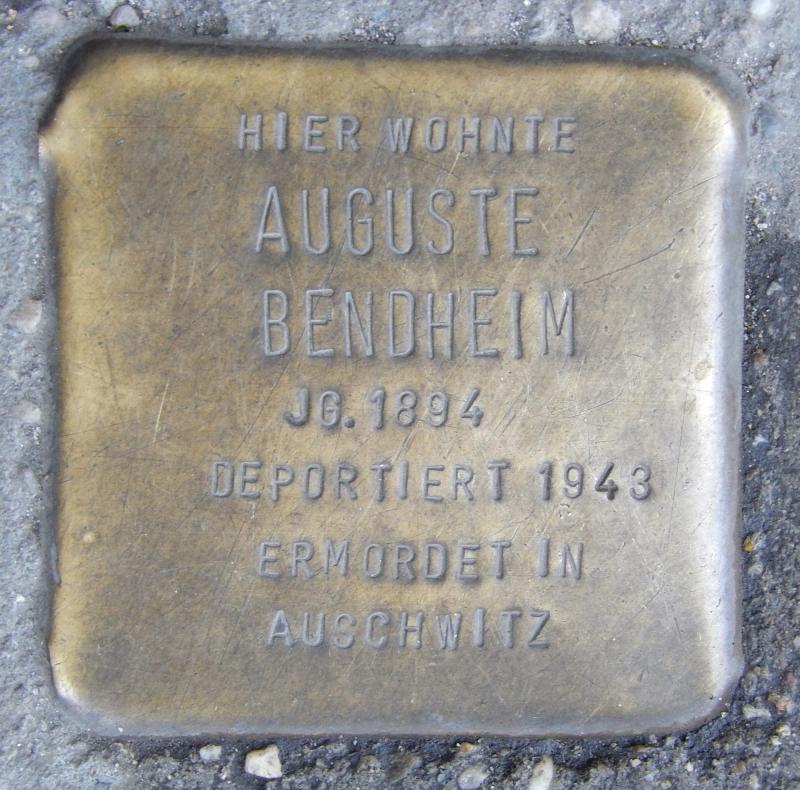 HIER WOHNTE
AUGUSTE
BENDHEIM
JG. 1894
DEPORTIERT 1943
ERMORDET IN
AUSCHWITZ